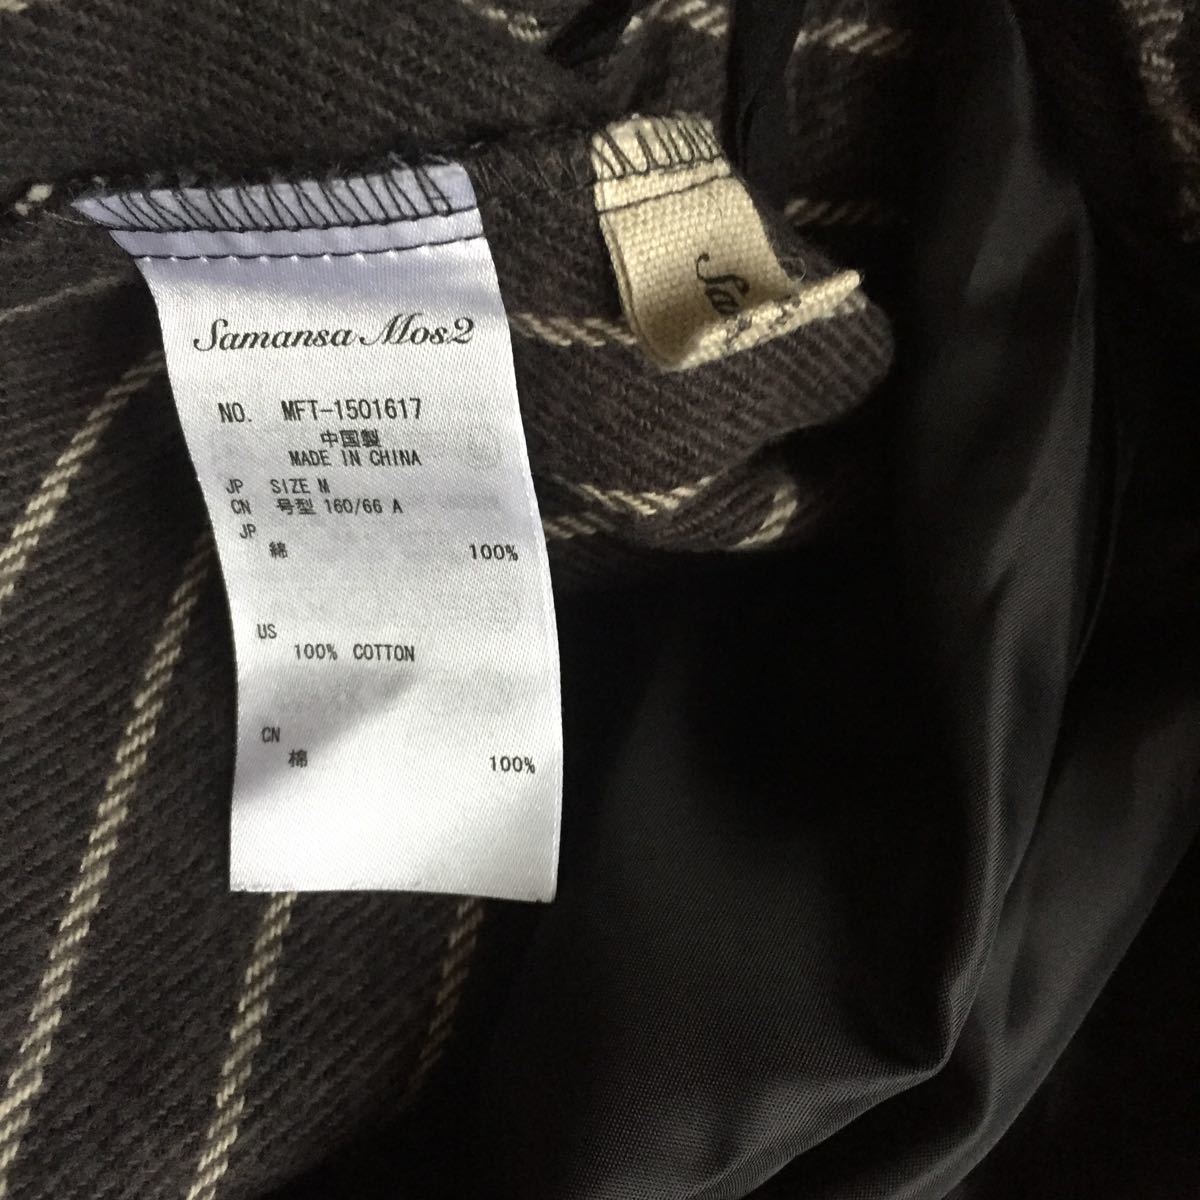 Samansa Mos2
NO. MFT-1501617
中国製
MADE IN CHINA
JP SIZE M
CN 号型 160/66 A
JP
綿 100%
US
100% COTTON
CN
棉 100%
Sa